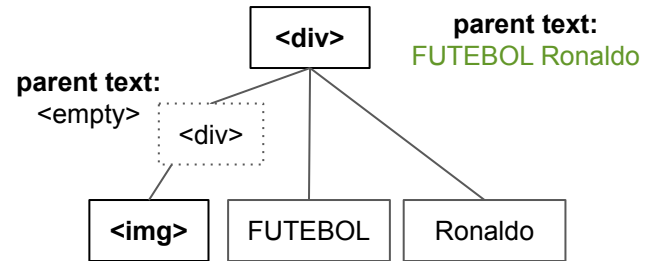 <div>
parent text:
FUTEBOL Ronaldo
parent text:
<empty>
<div>
<img>
FUTEBOL
Ronaldo